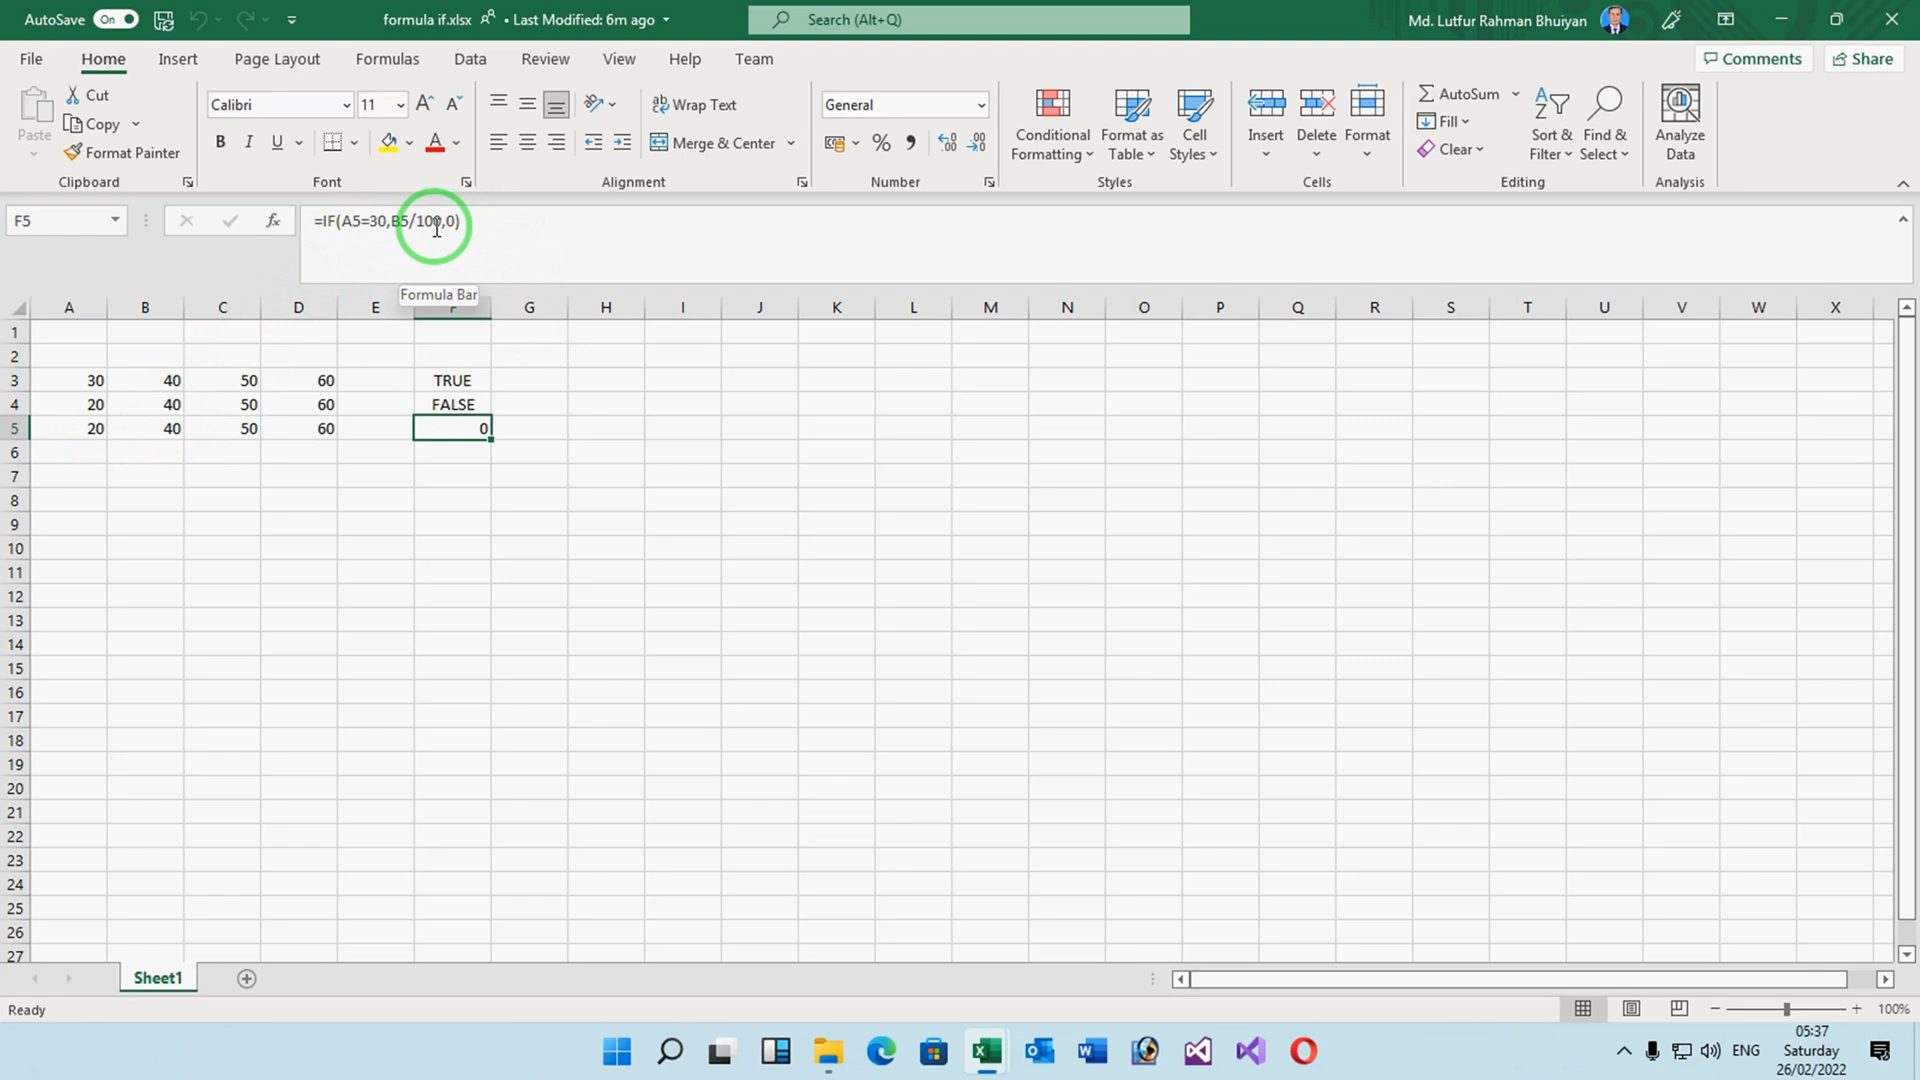 AutoSave On formula if.xlsx • Last Modified: 6m ago Search (Alt+Q) Md. Lutfur Rahman Bhuiyan
File Home Insert Page Layout Formulas Data Review View Help Team Comments Share
Paste Cut Copy Format Painter Clipboard
Calibri 11 B I U Font
ab Wrap Text Merge & Center Alignment
General % Number
Conditional Formatting Format as Table Cell Styles Styles
Insert Delete Format Cells
AutoSum Fill Clear Sort & Filter Find & Select Editing
Analyze Data Analysis
F5 fx =IF(A5=30,B5/100,0)
Formula Bar
A B C D E F G H I J K L M N O P Q R S T U V W X
1
2
3 30 40 50 60 TRUE
4 20 40 50 60 FALSE
5 20 40 50 60 0
6
7
8
9
10
11
12
13
14
15
16
17
18
19
20
21
22
23
24
25
26
27
Sheet1
Ready 100%
ENG 05:37
Saturday
26/02/2022